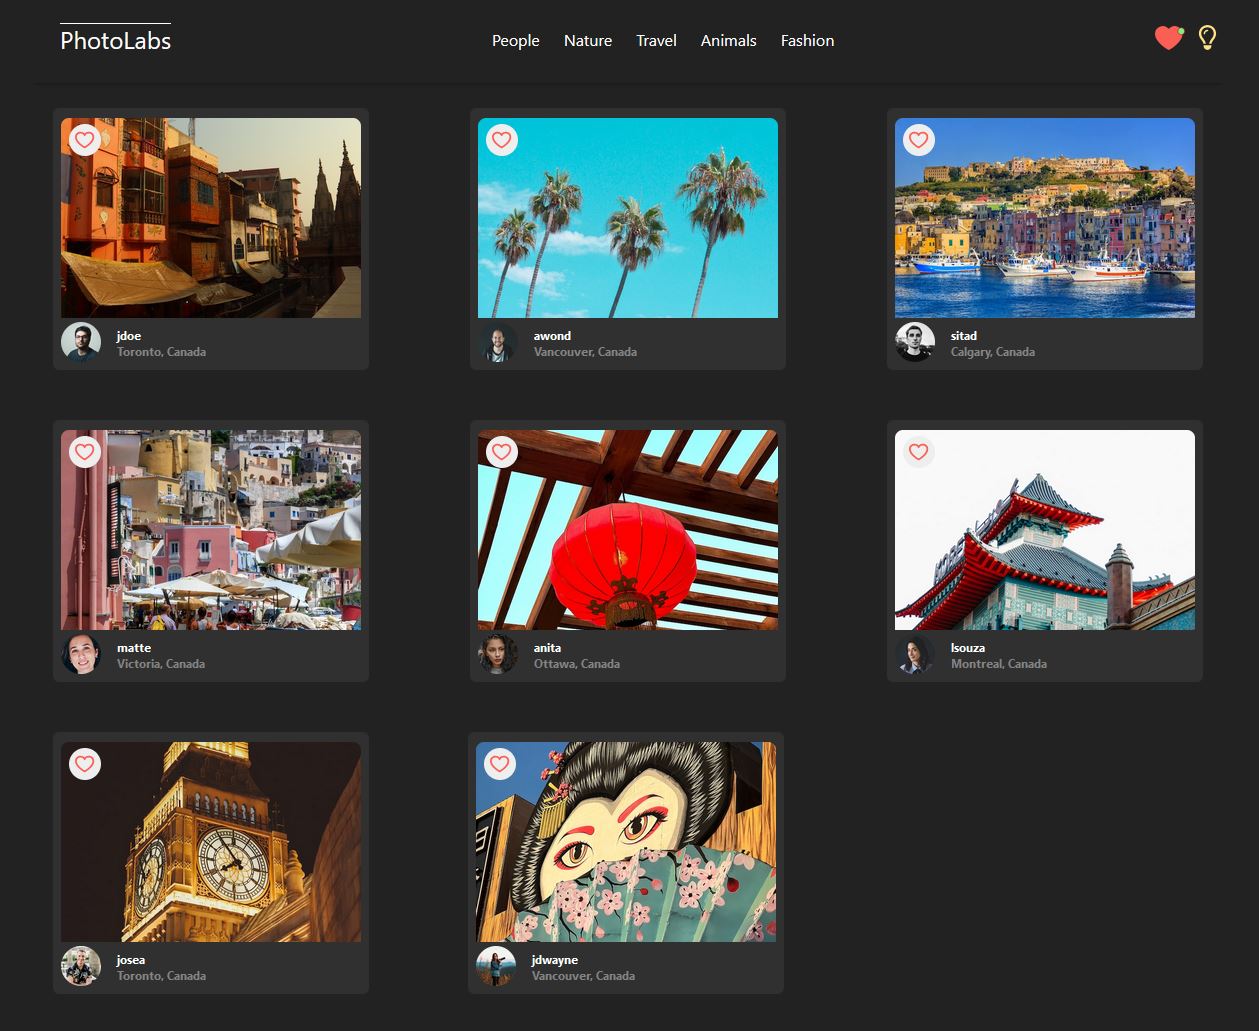 PhotoLabs
People Nature Travel Animals Fashion
jdoe
Toronto, Canada
awond
Vancouver, Canada
sitad
Calgary, Canada
matte
Victoria, Canada
anita
Ottawa, Canada
lsouza
Montreal, Canada
josea
Toronto, Canada
jdwayne
Vancouver, Canada